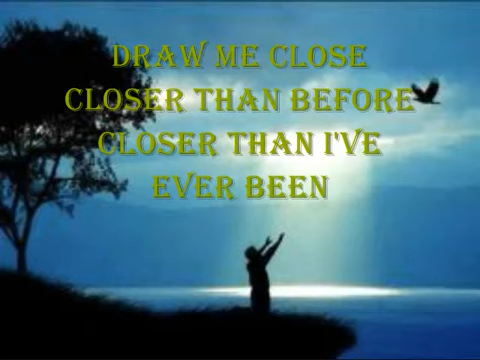 DRAW ME CLOSE
CLOSER THAN BEFORE
CLOSER THAN I'VE
EVER BEEN